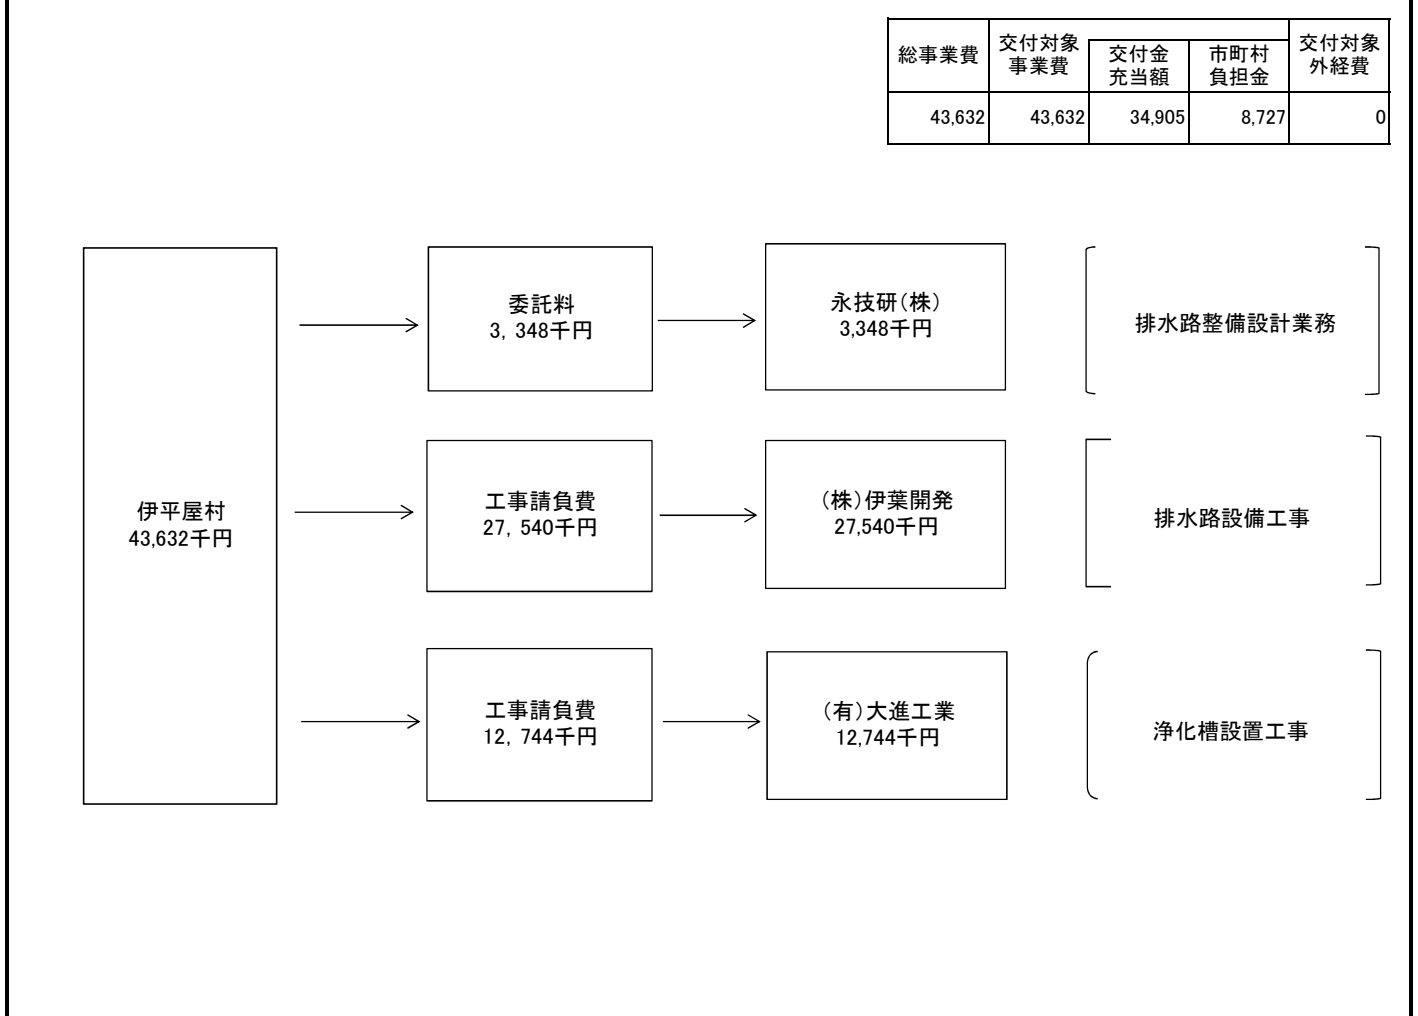 総事業費
交付対象
事業費
交付金
充当額
市町村
負担金
交付対象
外経費
43,632
43,632
34,905
8,727
0
伊平屋村
43,632千円
委託料
3, 348千円
永技研(株)
3,348千円
排水路整備設計業務
工事請負費
27, 540千円
(株)伊葉開発
27,540千円
排水路設備工事
工事請負費
12, 744千円
(有)大進工業
12,744千円
浄化槽設置工事